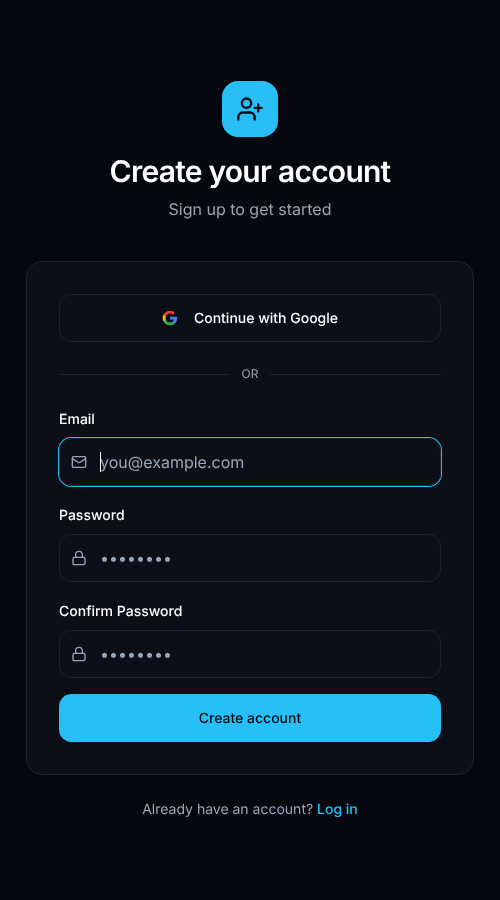 Create your account
Sign up to get started
Continue with Google
OR
Email
you@example.com
Password
••••••••
Confirm Password
••••••••
Create account
Already have an account? Log in